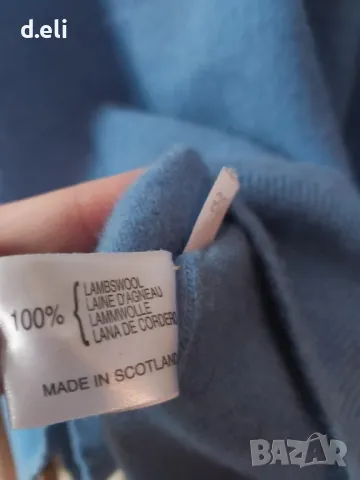 d.eli
100%
LAMBSWOOL
LAINE D'AGNEAU
LAMMWOLLE
LANA DE CORDERO
MADE IN SCOTLAND
BAZAR